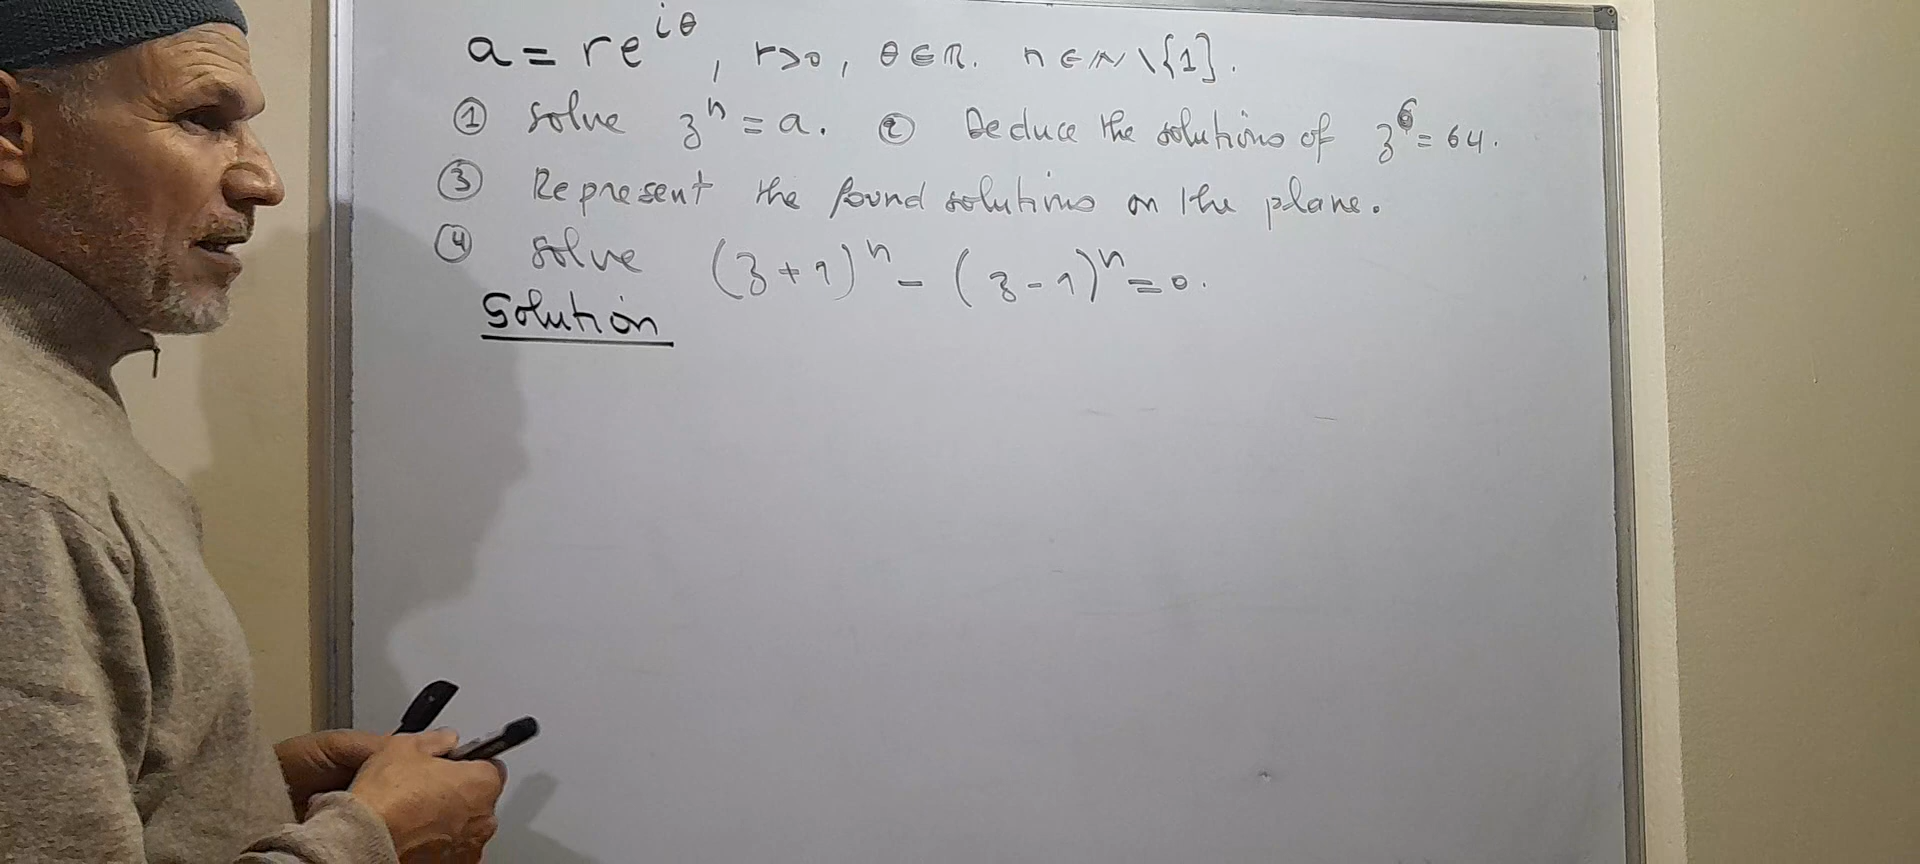 a = re^{iθ}, r>0, θ∈ℝ. n∈ℕ\{1}.
① solve z^n = a. ② Deduce the solutions of z^6 = 64.
③ Represent the found solutions on the plane.
④ solve (z+1)^n - (z-1)^n = 0.
Solution